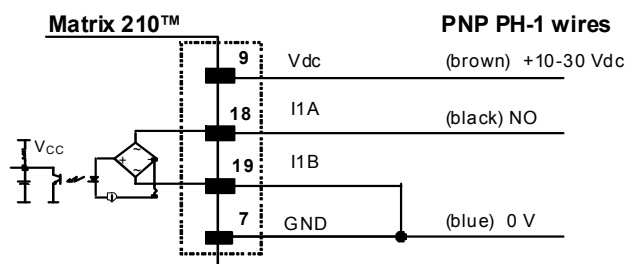 Matrix 210™ PNP PH-1 wires
9 Vdc (brown) +10-30 Vdc
18 I1A (black) NO
VCC 19 I1B
7 GND (blue) 0 V